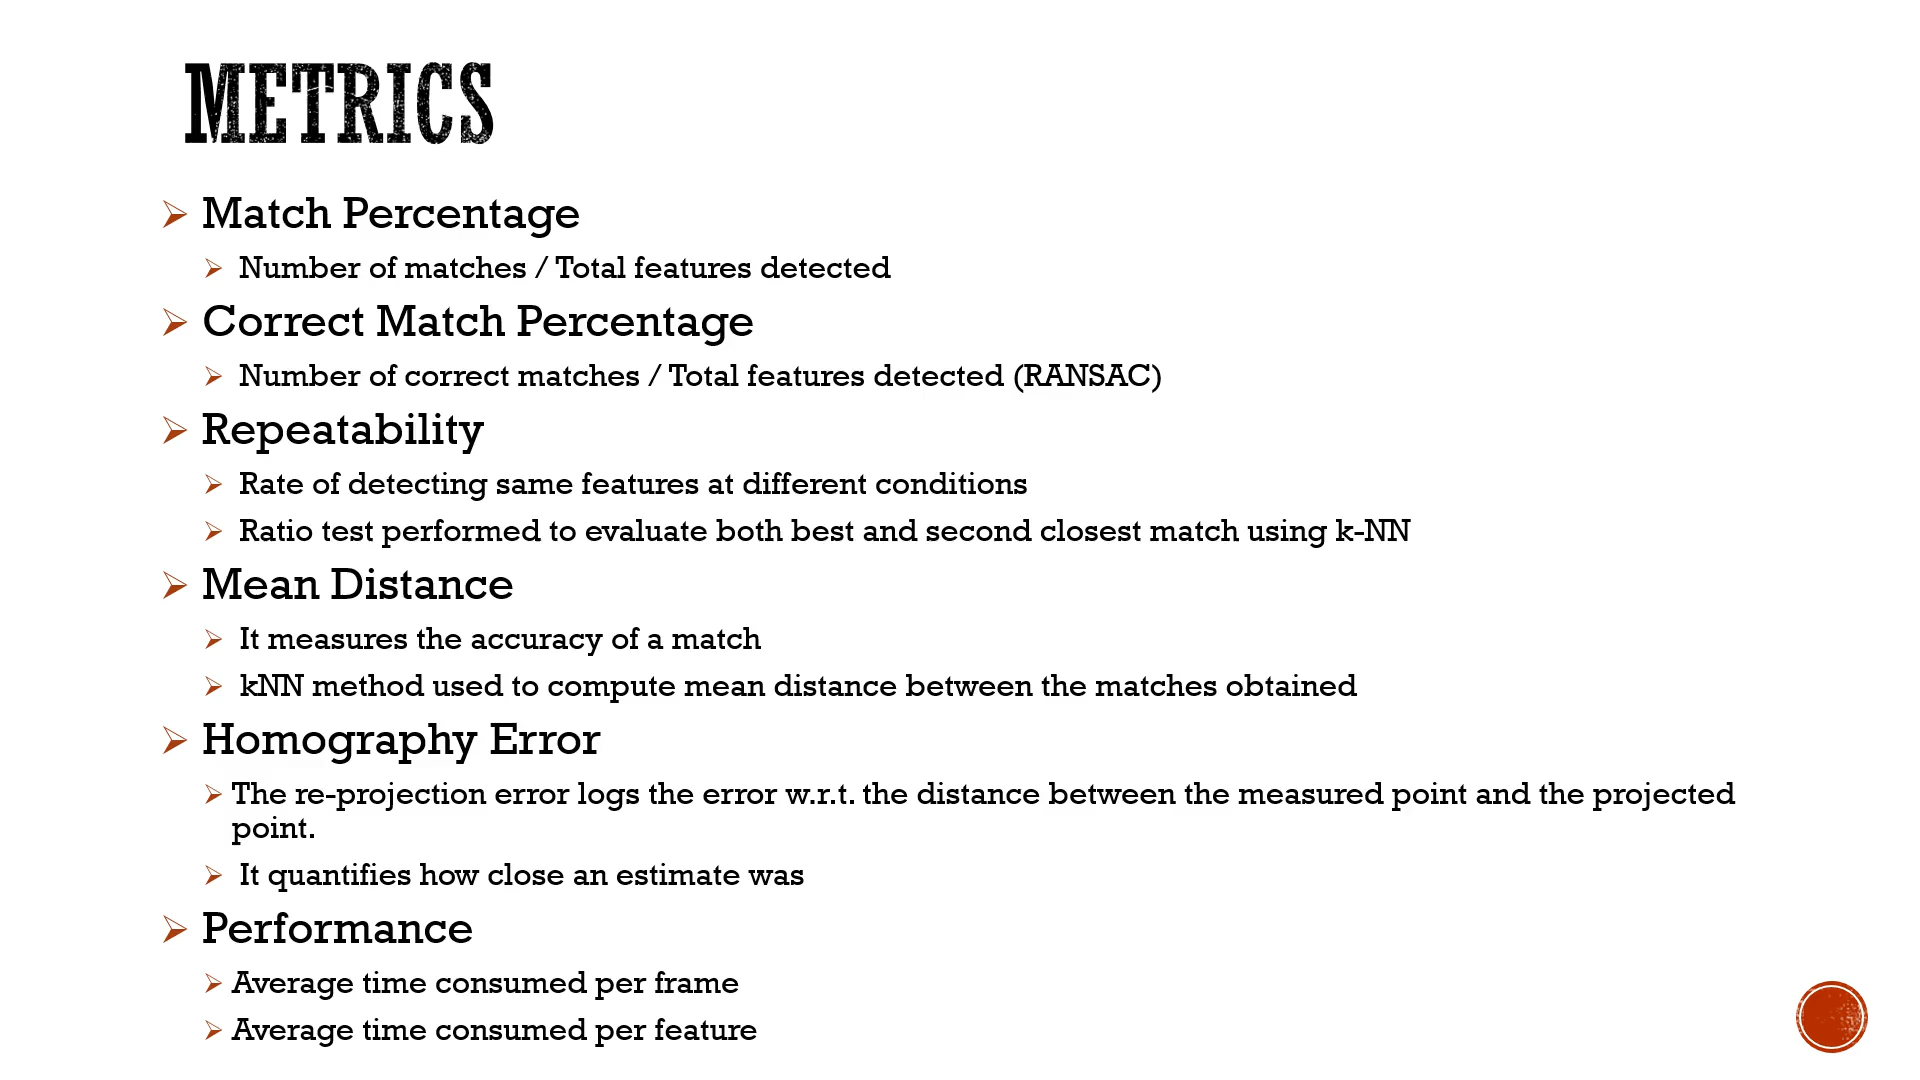 METRICS
Match Percentage
Number of matches / Total features detected
Correct Match Percentage
Number of correct matches / Total features detected (RANSAC)
Repeatability
Rate of detecting same features at different conditions
Ratio test performed to evaluate both best and second closest match using k-NN
Mean Distance
It measures the accuracy of a match
kNN method used to compute mean distance between the matches obtained
Homography Error
The re-projection error logs the error w.r.t. the distance between the measured point and the projected
point.
It quantifies how close an estimate was
Performance
Average time consumed per frame
Average time consumed per feature